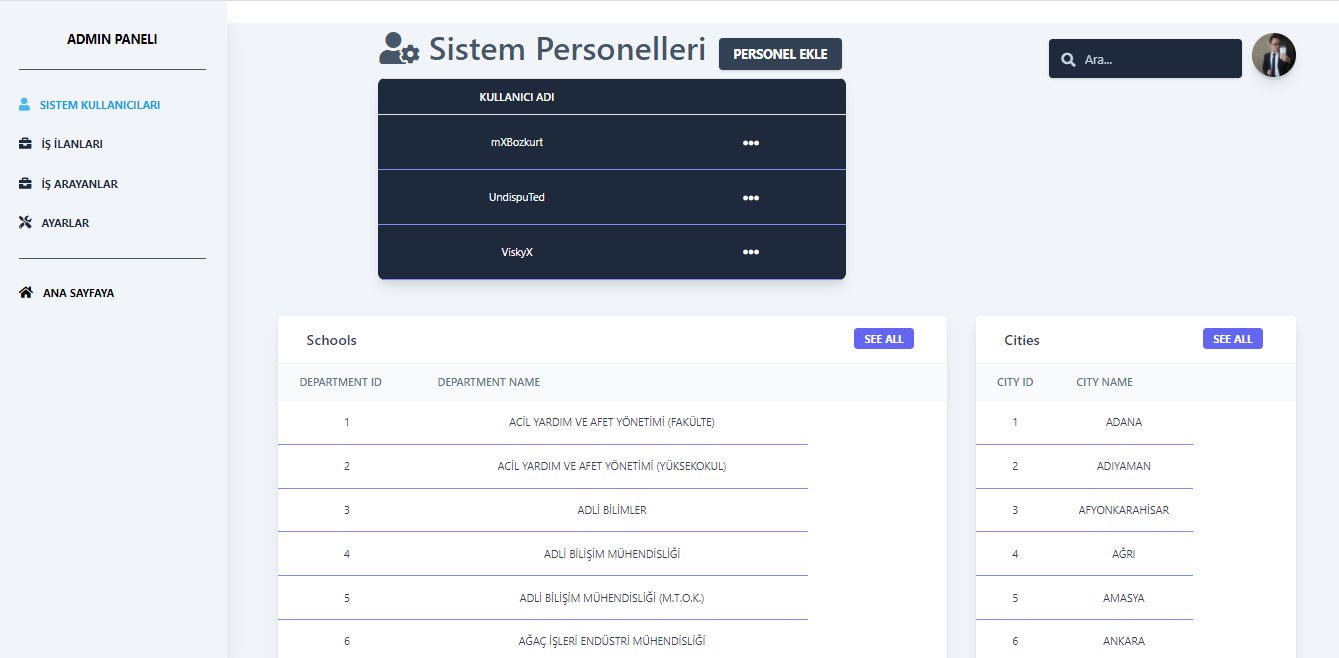 ADMIN PANELİ
SİSTEM KULLANICILARI
İŞ İLANLARI
İŞ ARAYANLAR
AYARLAR
ANA SAYFAYA
Sistem Personelleri
PERSONEL EKLE
Ara...
KULLANICI ADI
mXBozkurt
UndispuTed
ViskyX
Schools
SEE ALL
DEPARTMENT ID DEPARTMENT NAME
1 ACİL YARDIM VE AFET YÖNETİMİ (FAKÜLTE)
2 ACİL YARDIM VE AFET YÖNETİMİ (YÜKSEKOKUL)
3 ADLİ BİLİMLER
4 ADLİ BİLİŞİM MÜHENDİSLİĞİ
5 ADLİ BİLİŞİM MÜHENDİSLİĞİ (M.T.O.K.)
6 AĞAÇ İŞLERİ ENDÜSTRİ MÜHENDİSLİĞİ
Cities
SEE ALL
CITY ID CITY NAME
1 ADANA
2 ADIYAMAN
3 AFYONKARAHİSAR
4 AĞRI
5 AMASYA
6 ANKARA